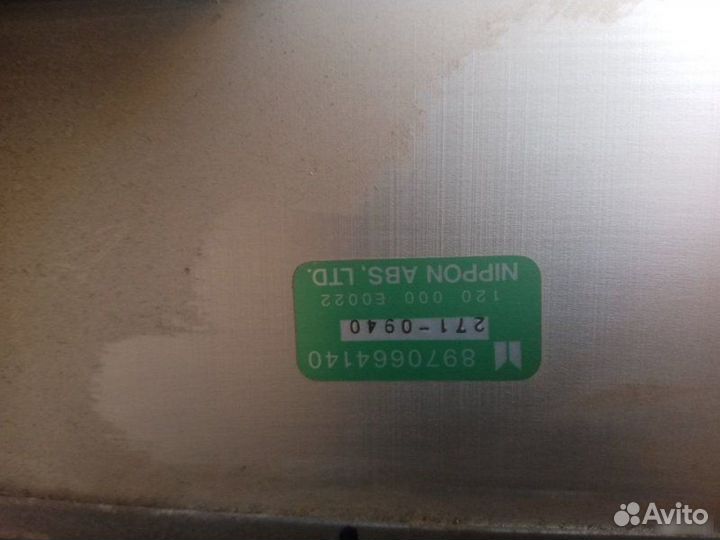 8970664140
271-0940
120 000 E0022
NIPPON ABS, LTD.
Avito